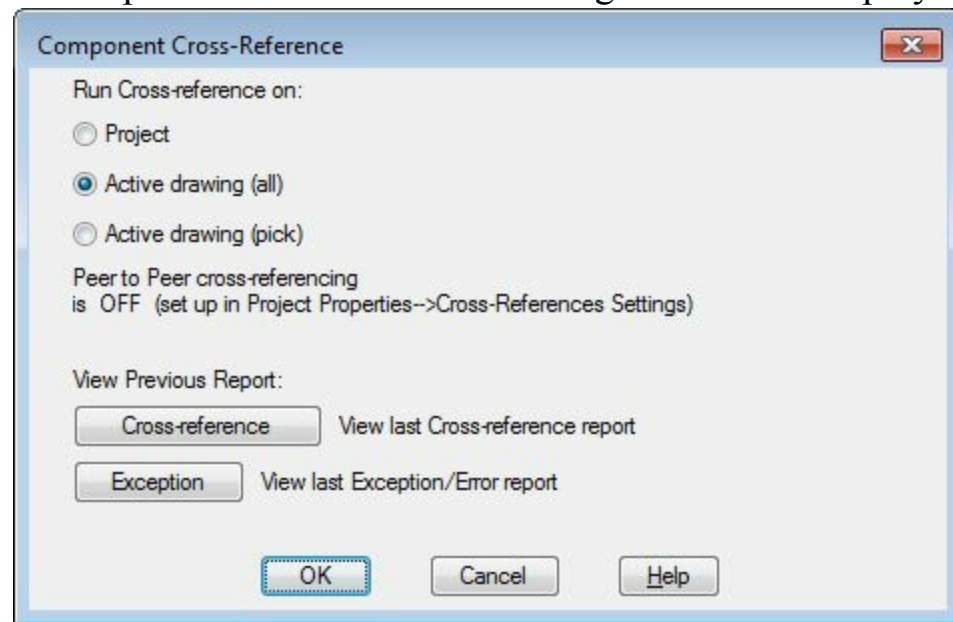 Component Cross-Reference
Run Cross-reference on:
Project
Active drawing (all)
Active drawing (pick)
Peer to Peer cross-referencing
is OFF (set up in Project Properties-->Cross-References Settings)
View Previous Report:
Cross-reference View last Cross-reference report
Exception View last Exception/Error report
OK Cancel Help